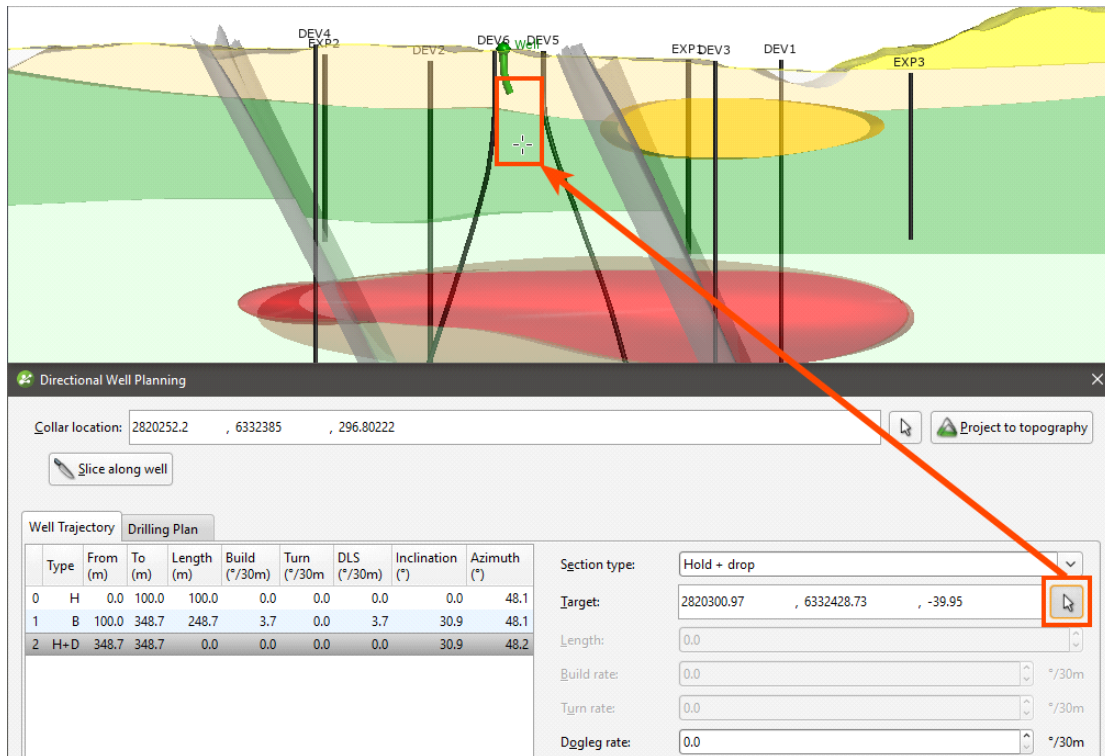 DEV4
EXP2
DEV2
DEV6
Well
DEV5
EXP1
DEV3
DEV1
EXP3
Directional Well Planning
Collar location: 2820252.2 , 6332385 , 296.80222
Project to topography
Slice along well
Well Trajectory Drilling Plan
Type From (m) To (m) Length (m) Build (°/30m) Turn (°/30m DLS (°/30m) Inclination (°) Azimuth (°)
0 H 0.0 100.0 100.0 0.0 0.0 0.0 0.0 48.1
1 B 100.0 348.7 248.7 3.7 0.0 3.7 30.9 48.1
2 H+D 348.7 348.7 0.0 0.0 0.0 0.0 30.9 48.2
Section type: Hold + drop
Target: 2820300.97 , 6332428.73 , -39.95
Length: 0.0
Build rate: 0.0 °/30m
Turn rate: 0.0 °/30m
Dogleg rate: 0.0 °/30m